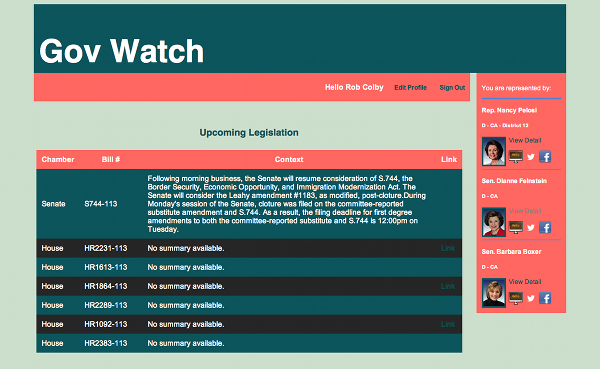 Gov Watch
Hello Rob Colby Edit Profile Sign Out
Upcoming Legislation
Chamber Bill # Context Link
Following morning business, the Senate will resume consideration of S.744, the
Border Security, Economic Opportunity, and Immigration Modernization Act. The
Senate will consider the Leahy amendment #1183, as modified, post-cloture.During
Senate S744-113 Monday's session of the Senate, cloture was filed on the committee-reported
substitute amendment and S.744. As a result, the filing deadline for first degree
amendments to both the committee-reported substitute and S.744 is 12:00pm on
Tuesday.
House HR2231-113 No summary available. Link
House HR1613-113 No summary available.
House HR1864-113 No summary available. Link
House HR2289-113 No summary available.
House HR1092-113 No summary available. Link
House HR2383-113 No summary available.
You are represented by:
Rep. Nancy Pelosi
D - CA - District 12
View Detail
Sen. Dianne Feinstein
D - CA
View Detail
Sen. Barbara Boxer
D - CA
View Detail